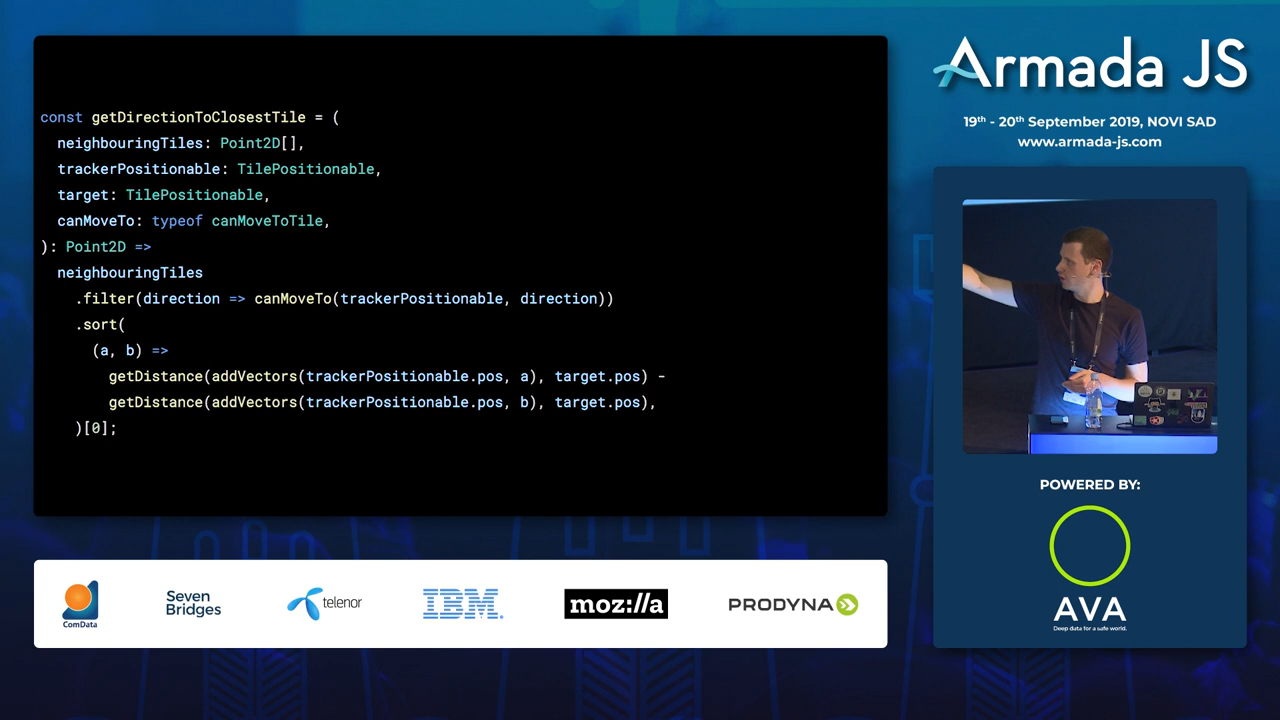 const getDirectionToClosestTile = (
neighbouringTiles: Point2D[],
trackerPositionable: TilePositionable,
target: TilePositionable,
canMoveTo: typeof canMoveToTile,
): Point2D =>
neighbouringTiles
.filter(direction => canMoveTo(trackerPositionable, direction))
.sort(
(a, b) =>
getDistance(addVectors(trackerPositionable.pos, a), target.pos) -
getDistance(addVectors(trackerPositionable.pos, b), target.pos),
)[0];
Armada JS
19th - 20th September 2019, NOVI SAD
www.armada-js.com
POWERED BY:
AVA
Deep data for a safe world.
ComData
Seven
Bridges
telenor
IBM
moz://a
PRODYNA